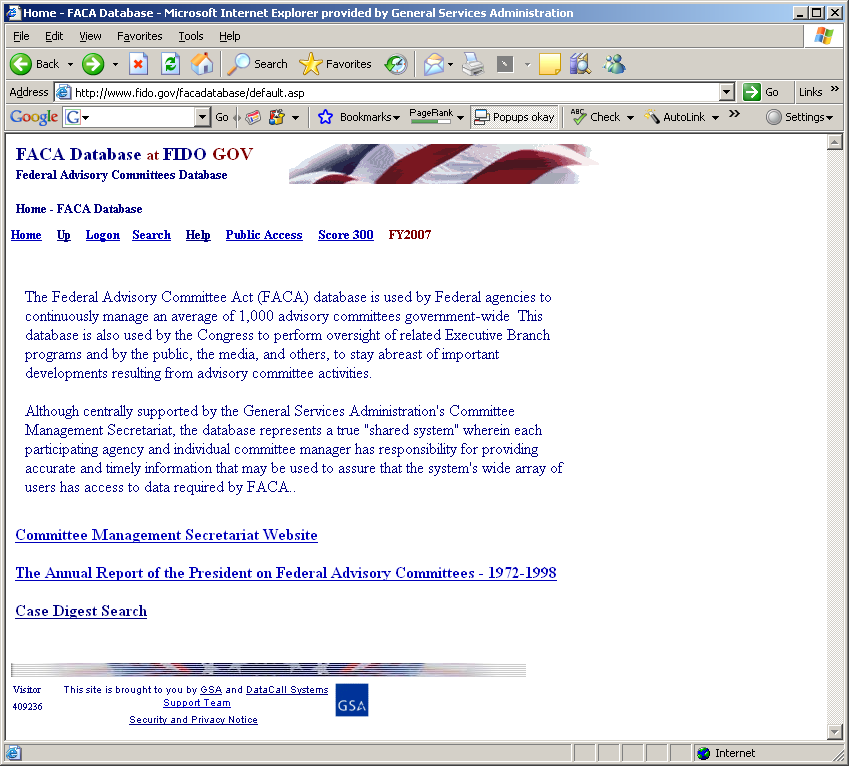 Home - FACA Database - Microsoft Internet Explorer provided by General Services Administration
File Edit View Favorites Tools Help
Back Search Favorites
Address http://www.fido.gov/facadatabase/default.asp Go Links »
Google G Go Bookmarks PageRank Popups okay ABC Check AutoLink » Settings
FACA Database at FIDO GOV
Federal Advisory Committees Database
Home - FACA Database
Home Up Logon Search Help Public Access Score 300 FY2007
The Federal Advisory Committee Act (FACA) database is used by Federal agencies to
continuously manage an average of 1,000 advisory committees government-wide This
database is also used by the Congress to perform oversight of related Executive Branch
programs and by the public, the media, and others, to stay abreast of important
developments resulting from advisory committee activities.
Although centrally supported by the General Services Administration's Committee
Management Secretariat, the database represents a true "shared system" wherein each
participating agency and individual committee manager has responsibility for providing
accurate and timely information that may be used to assure that the system's wide array of
users has access to data required by FACA..
Committee Management Secretariat Website
The Annual Report of the President on Federal Advisory Committees - 1972-1998
Case Digest Search
Visitor
409236
This site is brought to you by GSA and DataCall Systems
Support Team
Security and Privacy Notice
GSA
Internet